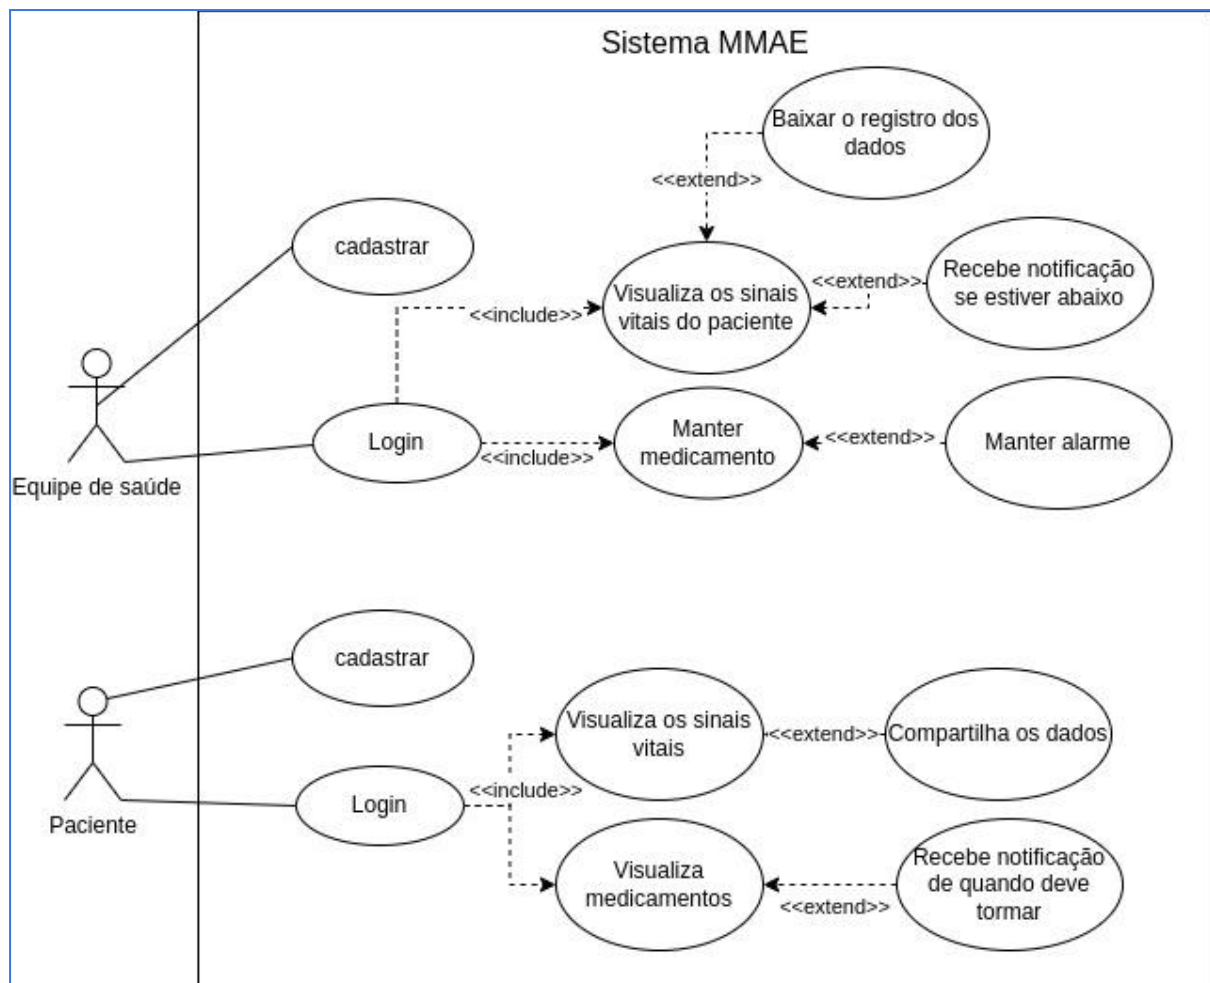 Sistema MMAE
Baixar o registro dos
dados
<<extend>>
cadastrar
Visualiza os sinais
vitais do paciente
<<extend>>
Recebe notificação
se estiver abaixo
<<include>>
Equipe de saúde
Login
<<include>>
Manter
medicamento
<<extend>>
Manter alarme
cadastrar
Paciente
Login
<<include>>
Visualiza os sinais
vitais
<<extend>>
Compartilha os dados
Visualiza
medicamentos
<<extend>>
Recebe notificação
de quando deve
tormar